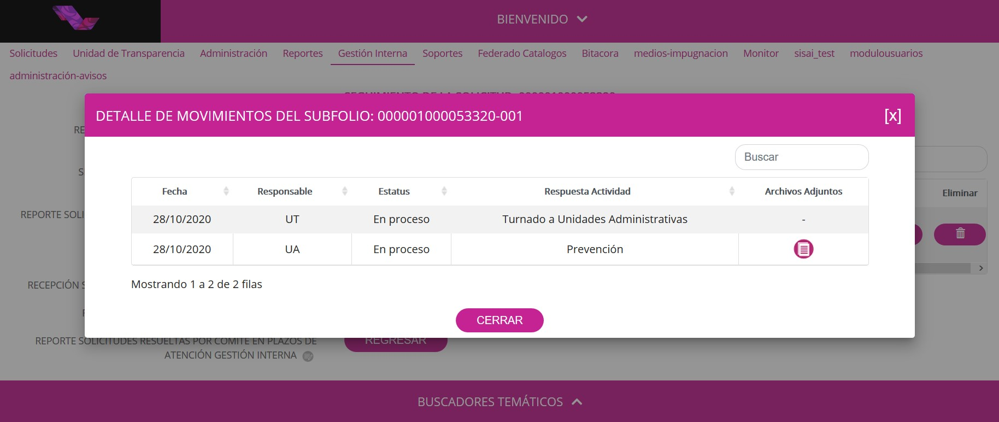 BIENVENIDO
Solicitudes Unidad de Transparencia Administración Reportes Gestión Interna Soportes Federado Catalogos Bitacora medios-impugnacion Monitor sisai_test modulousuarios
administración-avisos
DETALLE DE MOVIMIENTOS DEL SUBFOLIO: 000001000053320-001 [x]
RE
Buscar
Fecha Responsable Estatus Respuesta Actividad Archivos Adjuntos
Eliminar
REPORTE SOLI
28/10/2020 UT En proceso Turnado a Unidades Administrativas -
28/10/2020 UA En proceso Prevención
RECEPCIÓN S
Mostrando 1 a 2 de 2 filas
CERRAR
REPORTE SOLICITUDES RESUELTAS POR COMITÉ EN PLAZOS DE
ATENCIÓN GESTIÓN INTERNA
REGRESAR
BUSCADORES TEMÁTICOS